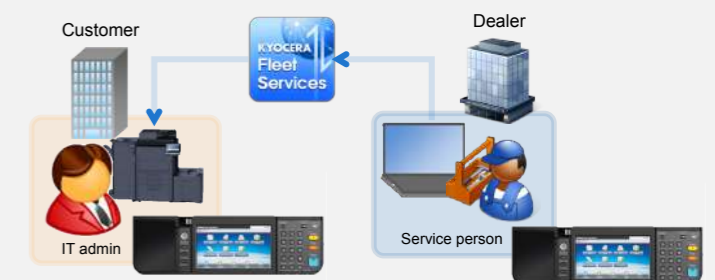 Customer
Dealer
KYOCERA
Fleet
Services
IT admin
Service person